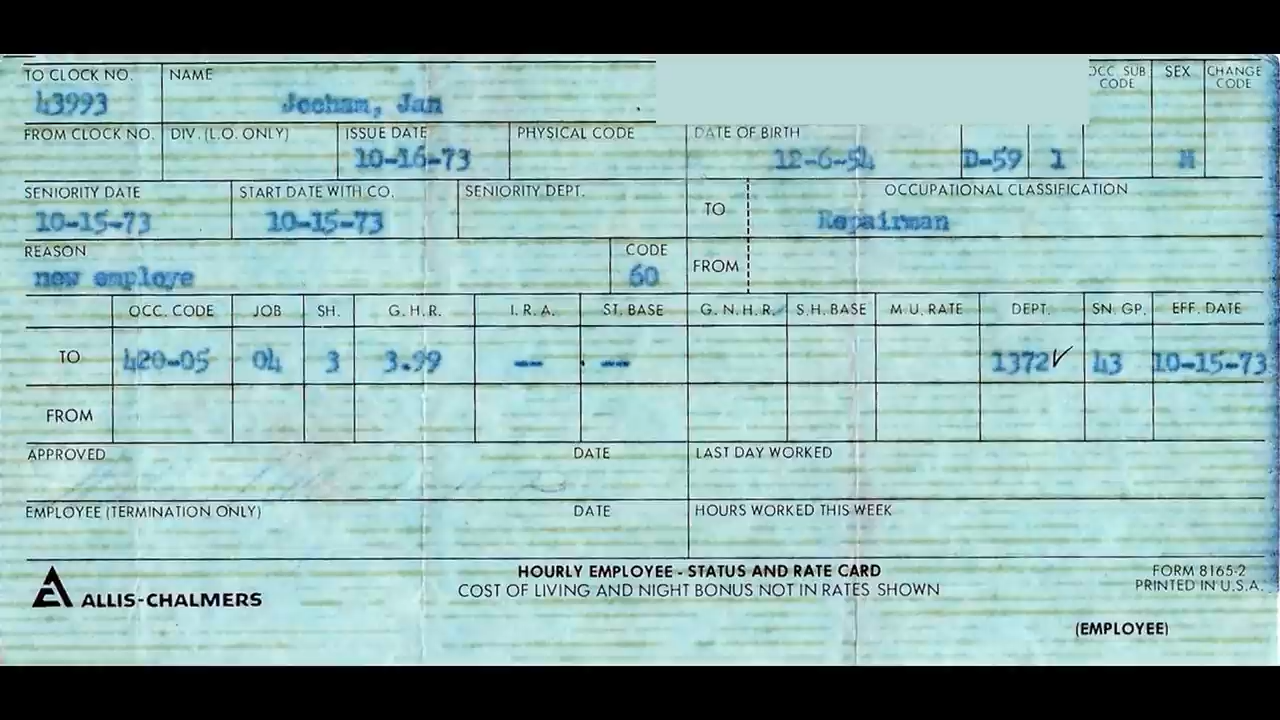 TO CLOCK NO. NAME OCC. SUB CODE SEX CHANGE CODE
43993 Jocham, Jan
FROM CLOCK NO. DIV. (L.O. ONLY) ISSUE DATE PHYSICAL CODE DATE OF BIRTH
10-16-73 12-6-54 D-59 1 M
SENIORITY DATE START DATE WITH CO. SENIORITY DEPT. OCCUPATIONAL CLASSIFICATION
10-15-73 10-15-73 TO Repairman
REASON CODE
new employe 60 FROM
OCC. CODE JOB SH. G.H.R. I.R.A. ST. BASE G.N.H.R. S.H. BASE M.U. RATE DEPT. SN. GP. EFF. DATE
TO 420-05 04 3 3.99 -- -- 1372✓ 43 10-15-73
FROM
APPROVED DATE LAST DAY WORKED
EMPLOYEE (TERMINATION ONLY) DATE HOURS WORKED THIS WEEK
HOURLY EMPLOYEE - STATUS AND RATE CARD
COST OF LIVING AND NIGHT BONUS NOT IN RATES SHOWN
ALLIS-CHALMERS
FORM 8165-2
PRINTED IN U.S.A.
(EMPLOYEE)